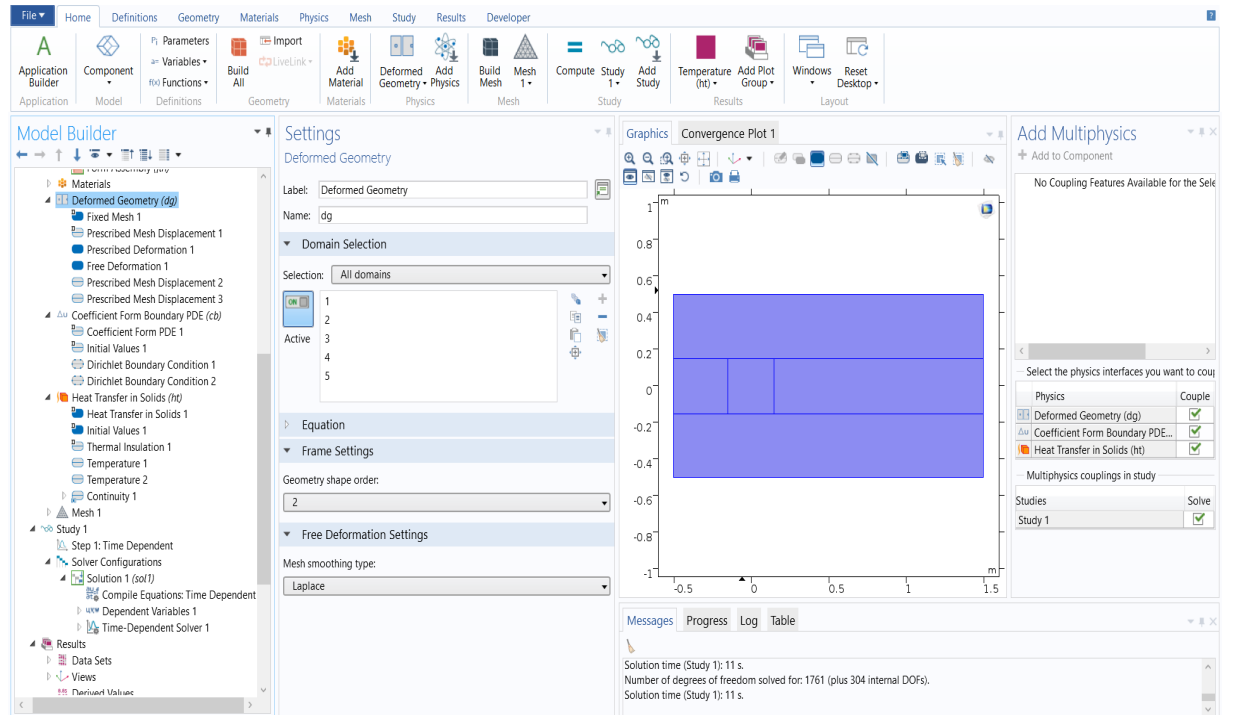 File
Home
Definitions
Geometry
Materials
Physics
Mesh
Study
Results
Developer
?
A
Application Builder
Component
Pi Parameters
a= Variables
f(x) Functions
Build All
Import
LiveLink
Add Material
Deformed Geometry
Add Physics
Build Mesh
Mesh 1
Compute
Study 1
Add Study
Temperature (ht)
Add Plot Group
Windows
Reset Desktop
Application
Model
Definitions
Geometry
Materials
Physics
Mesh
Study
Results
Layout
Model Builder
Materials
Deformed Geometry (dg)
Fixed Mesh 1
Prescribed Mesh Displacement 1
Prescribed Deformation 1
Free Deformation 1
Prescribed Mesh Displacement 2
Prescribed Mesh Displacement 3
Δu Coefficient Form Boundary PDE (cb)
Coefficient Form PDE 1
Initial Values 1
Dirichlet Boundary Condition 1
Dirichlet Boundary Condition 2
Heat Transfer in Solids (ht)
Heat Transfer in Solids 1
Initial Values 1
Thermal Insulation 1
Temperature 1
Temperature 2
Continuity 1
Mesh 1
Study 1
Step 1: Time Dependent
Solver Configurations
Solution 1 (sol1)
Compile Equations: Time Dependent
Dependent Variables 1
Time-Dependent Solver 1
Results
Data Sets
Views
Derived Values
Settings
Deformed Geometry
Label: Deformed Geometry
Name: dg
Domain Selection
Selection: All domains
ON
Active
1
2
3
4
5
Equation
Frame Settings
Geometry shape order:
2
Free Deformation Settings
Mesh smoothing type:
Laplace
Graphics
Convergence Plot 1
m
1
0.8
0.6
0.4
0.2
0
-0.2
-0.4
-0.6
-0.8
-1
-0.5
0
0.5
1
1.5
m
Messages
Progress
Log
Table
Solution time (Study 1): 11 s.
Number of degrees of freedom solved for: 1761 (plus 304 internal DOFs).
Solution time (Study 1): 11 s.
Add Multiphysics
+ Add to Component
No Coupling Features Available for the Sele
Select the physics interfaces you want to coup
Physics Couple
Deformed Geometry (dg)
Δu Coefficient Form Boundary PDE...
Heat Transfer in Solids (ht)
Multiphysics couplings in study
Studies Solve
Study 1